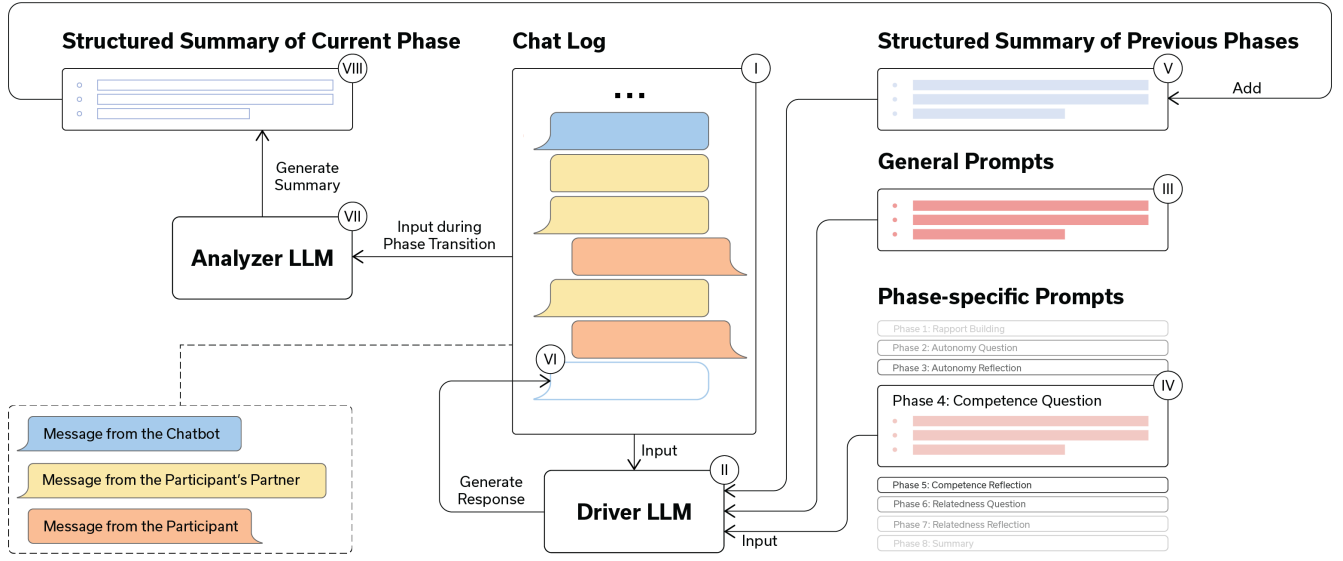 Structured Summary of Current Phase
VIII
Chat Log
I
...
Structured Summary of Previous Phases
V
Add
General Prompts
III
Generate
Summary
VII
Analyzer LLM
Input during
Phase Transition
Phase-specific Prompts
Phase 1: Rapport Building
Phase 2: Autonomy Question
Phase 3: Autonomy Reflection
IV
Phase 4: Competence Question
Phase 5: Competence Reflection
Phase 6: Relatedness Question
Phase 7: Relatedness Reflection
Phase 8: Summary
VI
Message from the Chatbot
Message from the Participant's Partner
Message from the Participant
Generate
Response
Input
II
Driver LLM
Input